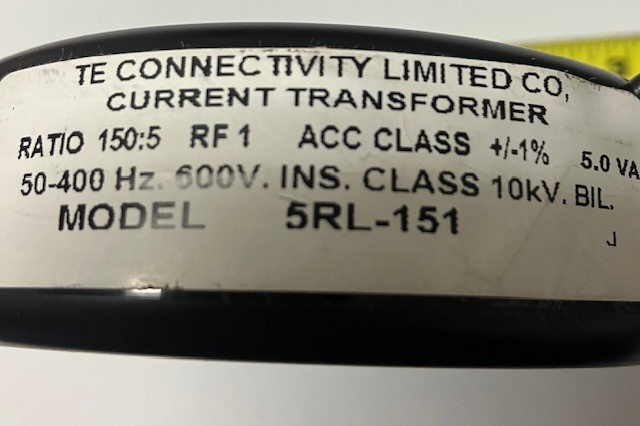 TE CONNECTIVITY LIMITED CO,
CURRENT TRANSFORMER
RATIO 150:5 RF 1 ACC CLASS +/-1% 5.0 VA
50-400 Hz. 600V. INS. CLASS 10kV. BIL.
MODEL 5RL-151
J